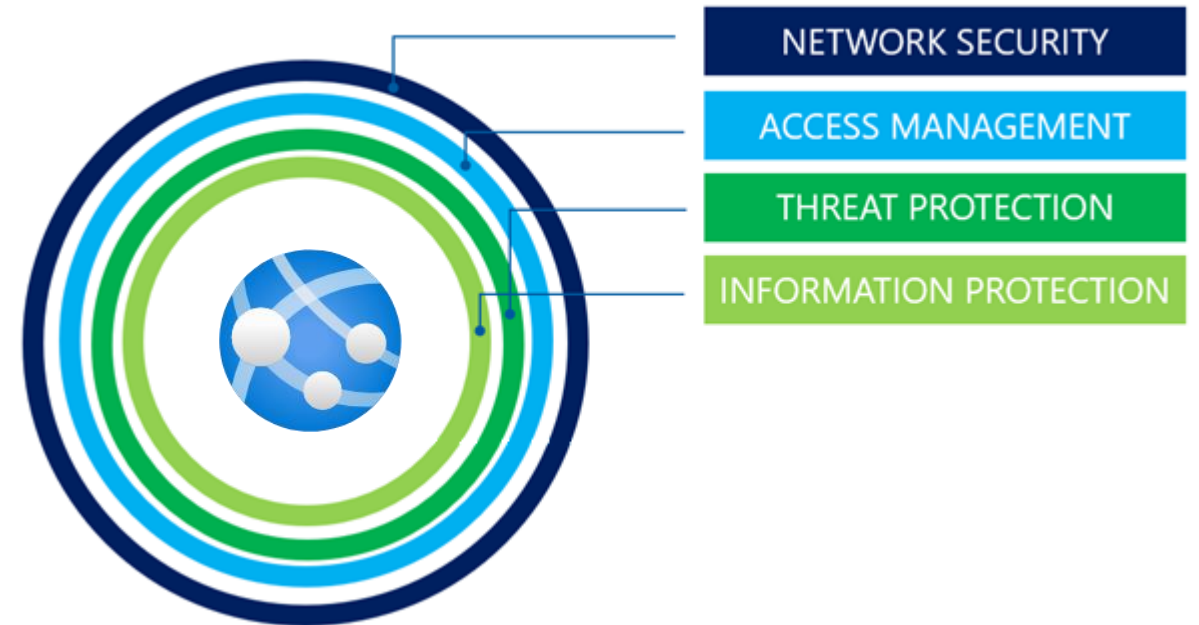 NETWORK SECURITY
ACCESS MANAGEMENT
THREAT PROTECTION
INFORMATION PROTECTION